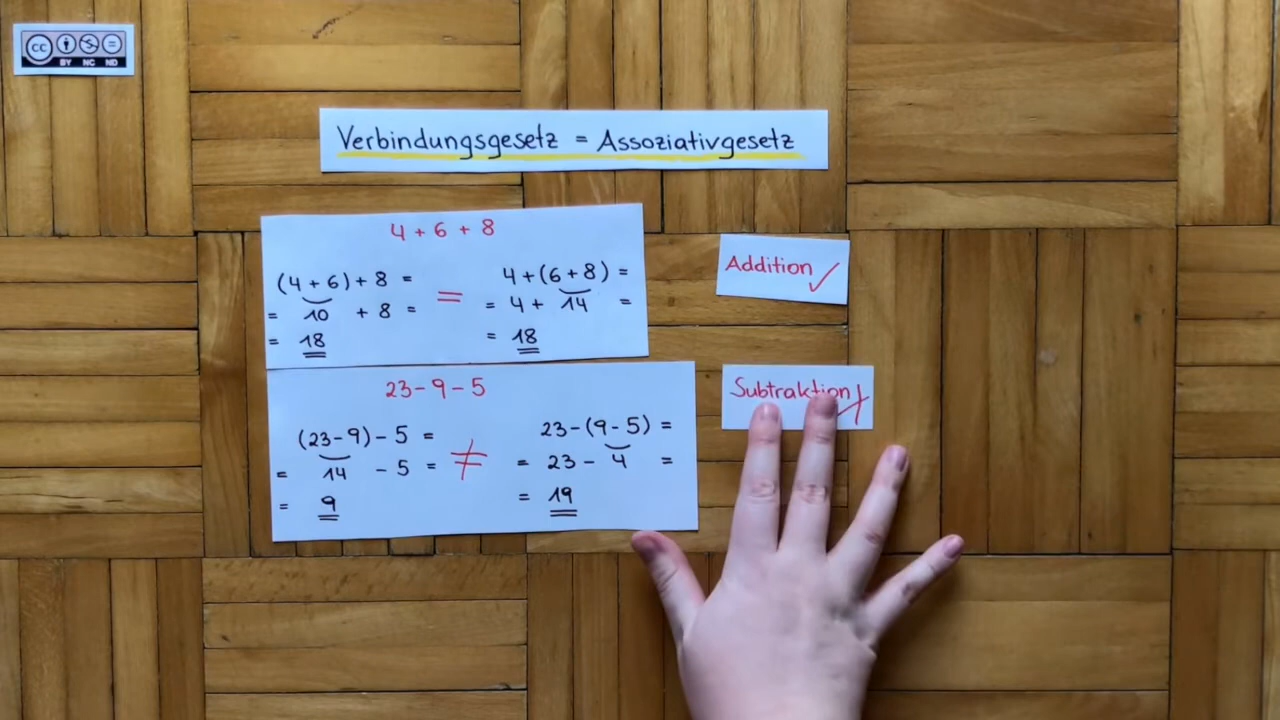 CC BY NC ND
Verbindungsgesetz = Assoziativgesetz
4 + 6 + 8
(4 + 6) + 8 =
= 10 + 8 =
= 18
=
4 + (6 + 8) =
= 4 + 14 =
= 18
Addition ✓
23 - 9 - 5
(23 - 9) - 5 =
= 14 - 5 =
= 9
≠
23 - (9 - 5) =
= 23 - 4 =
= 19
Subtraktion